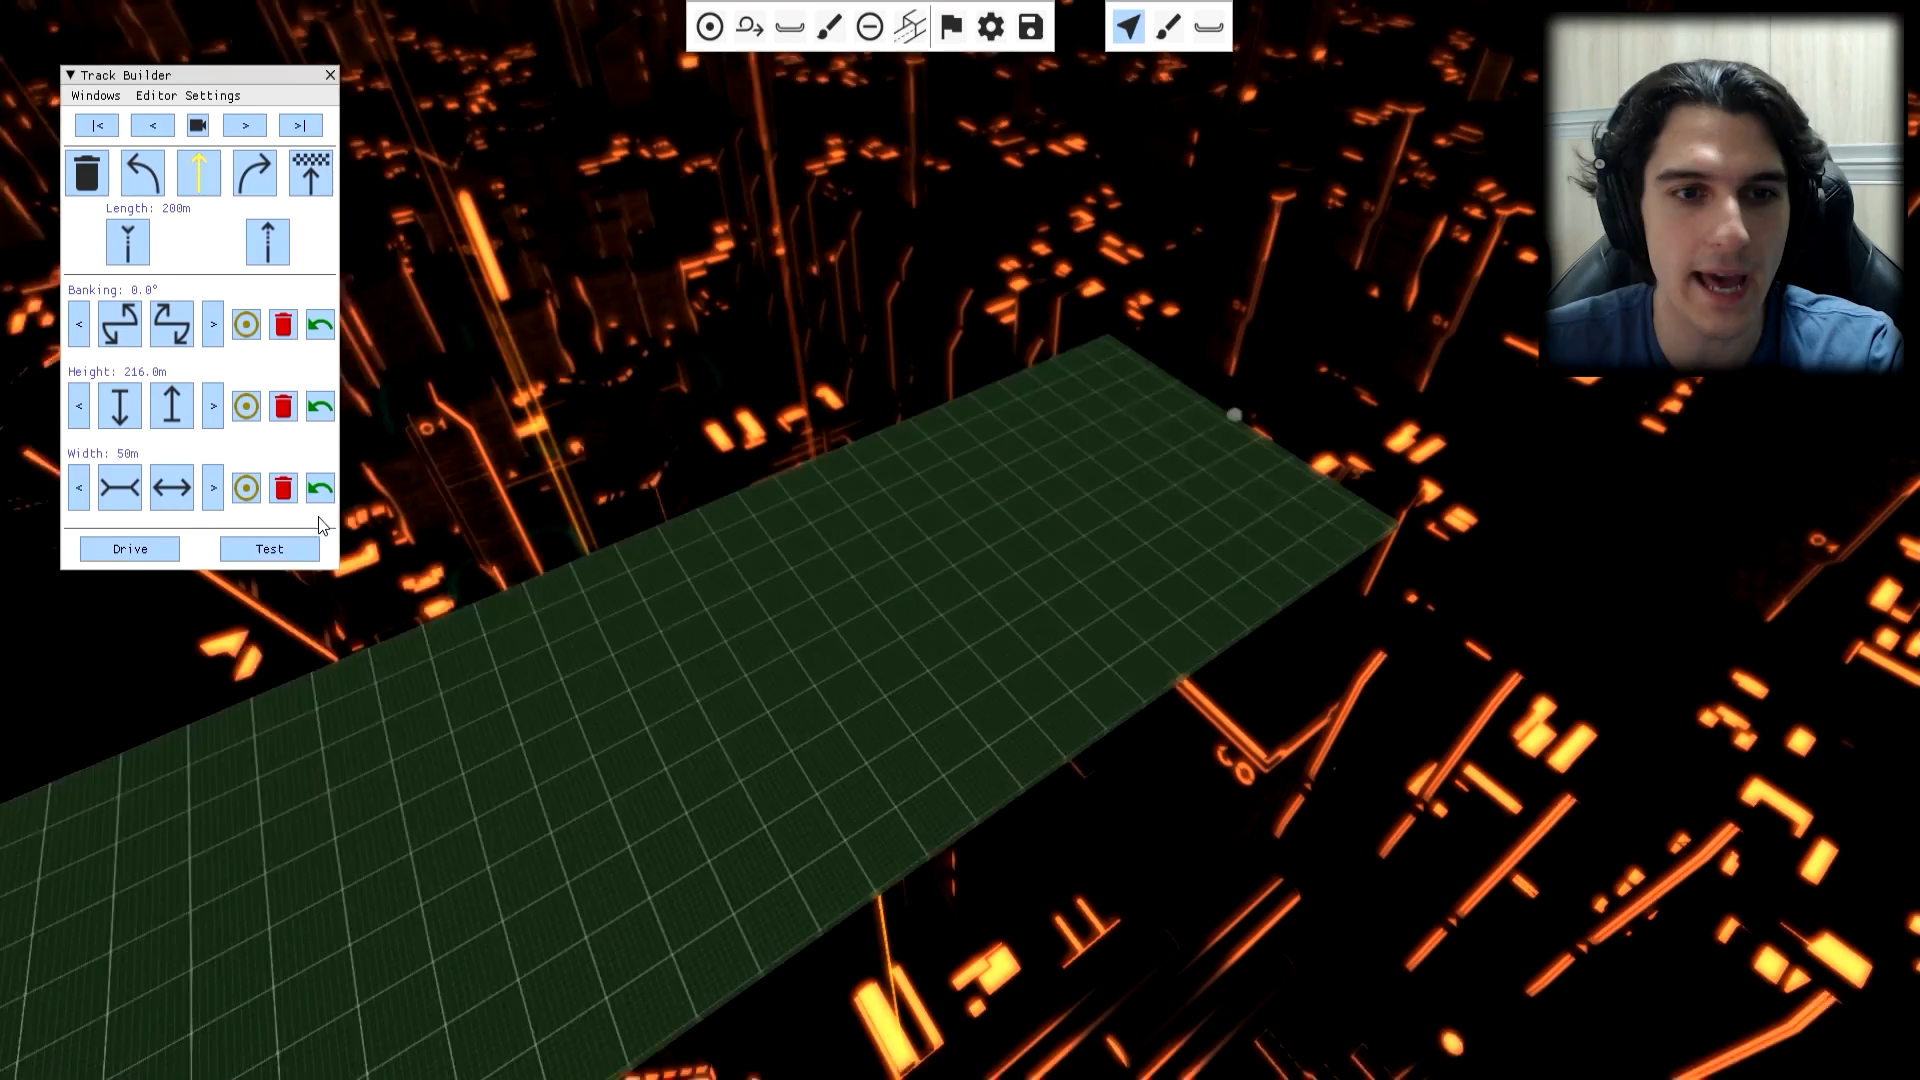 Track Builder
Windows Editor Settings
|< < > >|
Length: 200m
Banking: 0.0°
< >
Height: 216.0m
< >
Width: 50m
< >
Drive Test